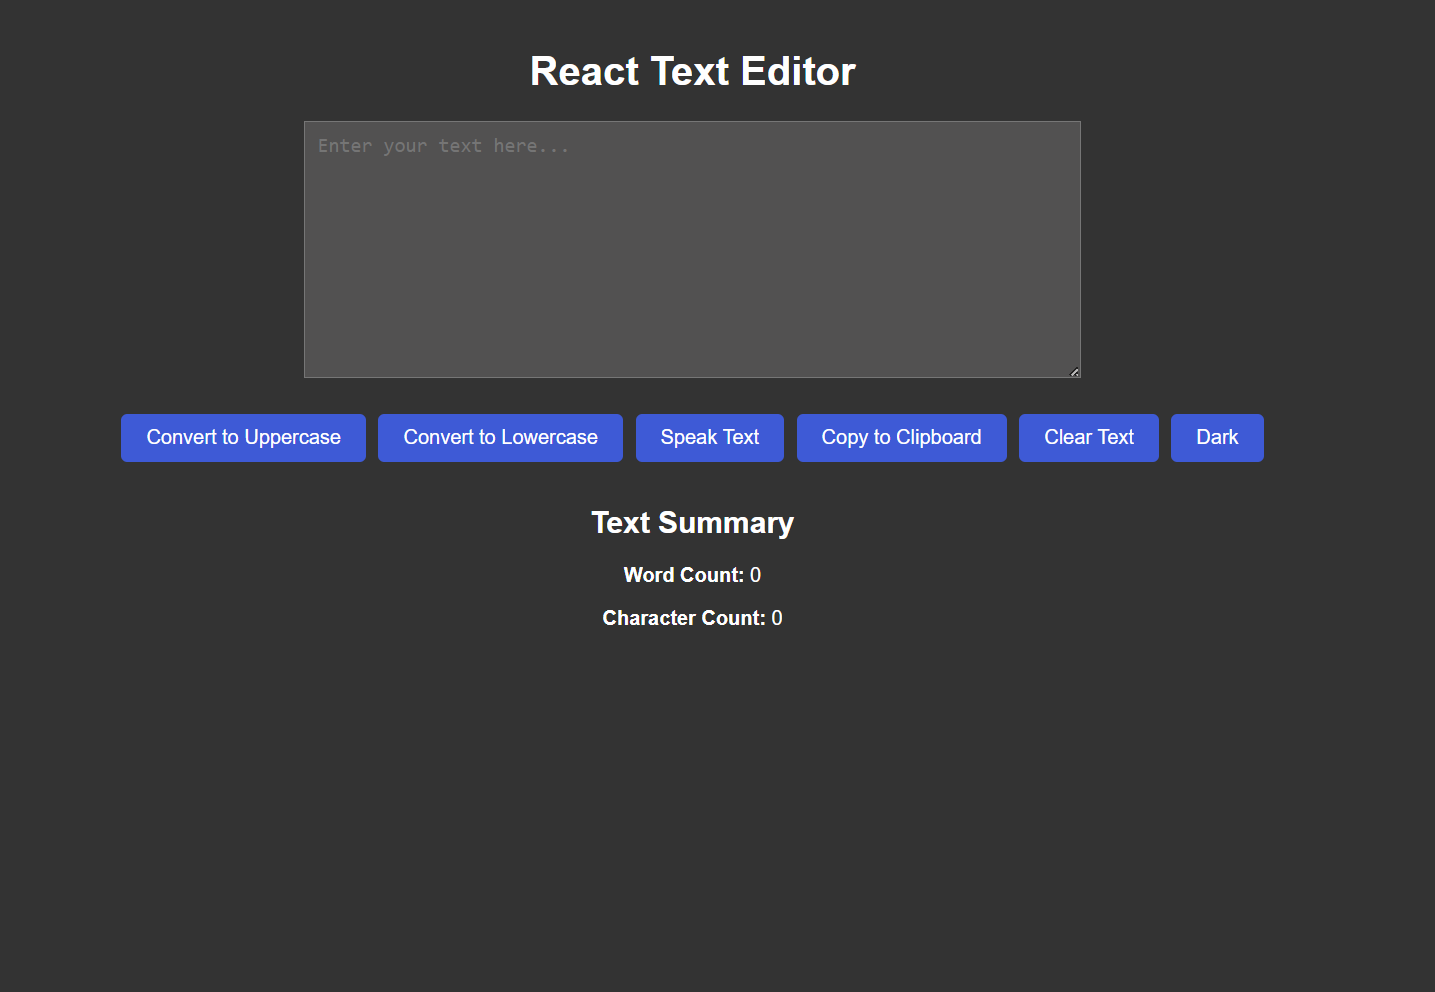 React Text Editor
Enter your text here...
Convert to Uppercase Convert to Lowercase Speak Text Copy to Clipboard Clear Text Dark
Text Summary
Word Count: 0
Character Count: 0